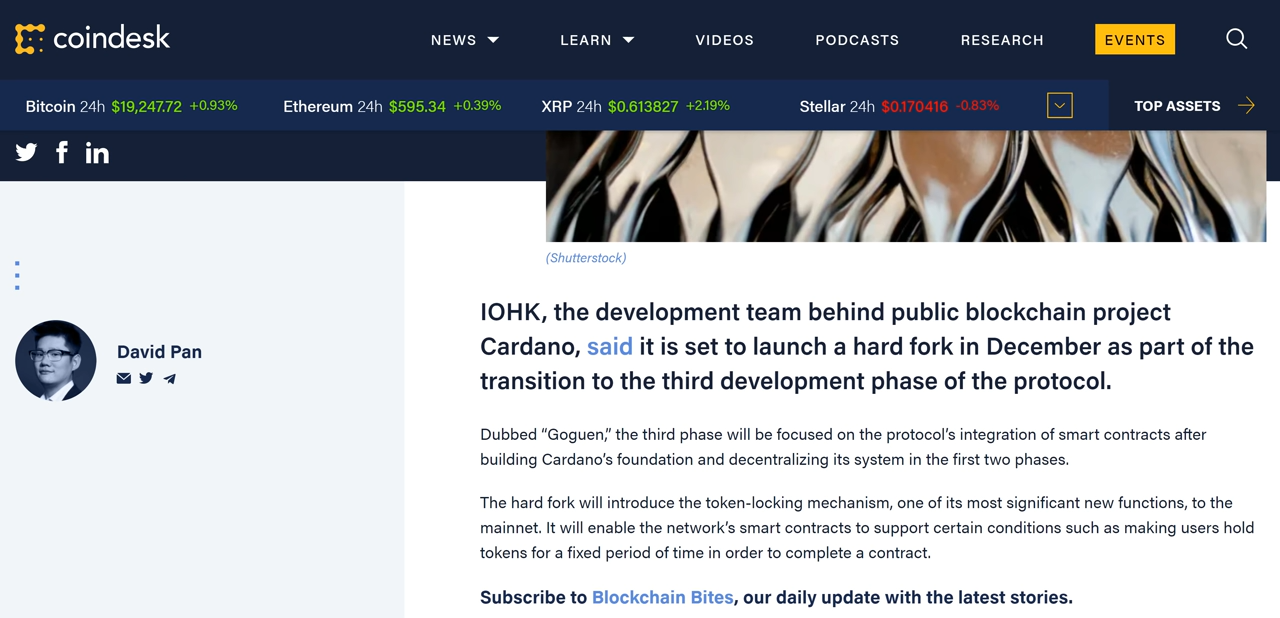 coindesk
NEWS
LEARN
VIDEOS
PODCASTS
RESEARCH
EVENTS
Bitcoin 24h $19,247.72 +0.93%
Ethereum 24h $595.34 +0.39%
XRP 24h $0.613827 +2.19%
Stellar 24h $0.170416 -0.83%
TOP ASSETS
(Shutterstock)
David Pan
IOHK, the development team behind public blockchain project
Cardano, said it is set to launch a hard fork in December as part of the
transition to the third development phase of the protocol.
Dubbed “Goguen,” the third phase will be focused on the protocol’s integration of smart contracts after
building Cardano’s foundation and decentralizing its system in the first two phases.
The hard fork will introduce the token-locking mechanism, one of its most significant new functions, to the
mainnet. It will enable the network’s smart contracts to support certain conditions such as making users hold
tokens for a fixed period of time in order to complete a contract.
Subscribe to Blockchain Bites, our daily update with the latest stories.